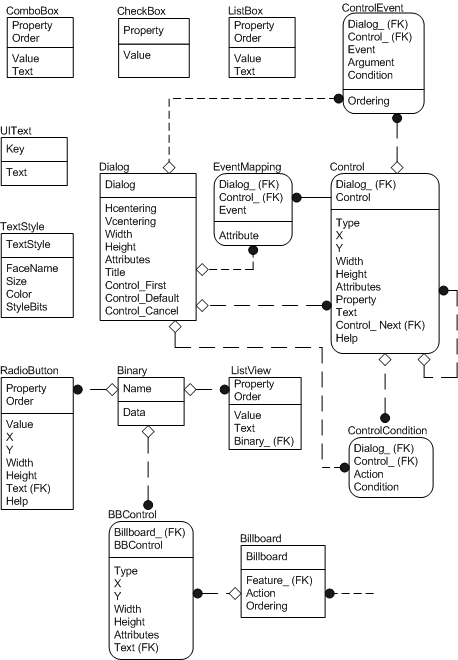 ComboBox
Property
Order
Value
Text
CheckBox
Property
Value
ListBox
Property
Order
Value
Text
ControlEvent
Dialog_ (FK)
Control_ (FK)
Event
Argument
Condition
Ordering
UIText
Key
Text
Dialog
Dialog
Hcentering
Vcentering
Width
Height
Attributes
Title
Control_First
Control_Default
Control_Cancel
EventMapping
Dialog_ (FK)
Control_ (FK)
Event
Attribute
Control
Dialog_ (FK)
Control
Type
X
Y
Width
Height
Attributes
Property
Text
Control_ Next (FK)
Help
TextStyle
TextStyle
FaceName
Size
Color
StyleBits
RadioButton
Property
Order
Value
X
Y
Width
Height
Text (FK)
Help
Binary
Name
Data
ListView
Property
Order
Value
Text
Binary_ (FK)
ControlCondition
Dialog_ (FK)
Control_ (FK)
Action
Condition
BBControl
Billboard_ (FK)
BBControl
Type
X
Y
Width
Height
Attributes
Text (FK)
Billboard
Billboard
Feature_ (FK)
Action
Ordering